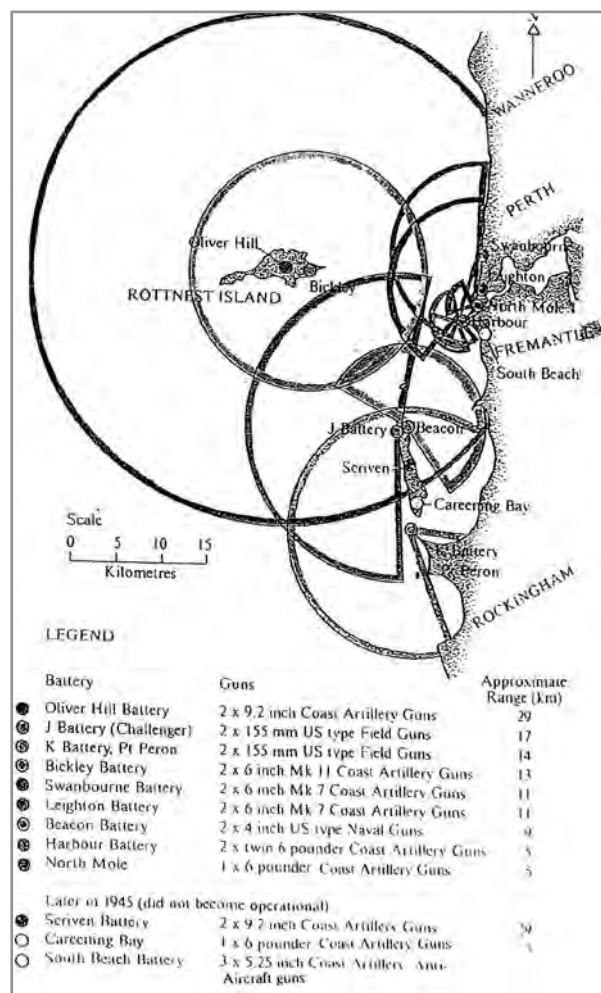 WANNEROO
PERTH
Swanbourne
Leighton
North Mole
Harbour
FREMANTLE
South Beach
Oliver Hill
Bickley
ROTTNEST ISLAND
J Battery
Beacon
Scriven
Careening Bay
K Battery
Pt Peron
ROCKINGHAM
Scale
0 5 10 15
Kilometres
LEGEND
Battery Guns Approximate
Range (km)
Oliver Hill Battery 2 x 9.2 inch Coast Artillery Guns 29
J Battery (Challenger) 2 x 155 mm US type Field Guns 17
K Battery, Pt Peron 2 x 155 mm US type Field Guns 14
Bickley Battery 2 x 6 inch Mk 11 Coast Artillery Guns 13
Swanbourne Battery 2 x 6 inch Mk 7 Coast Artillery Guns 11
Leighton Battery 2 x 6 inch Mk 7 Coast Artillery Guns 11
Beacon Battery 2 x 4 inch US type Naval Guns 9
Harbour Battery 2 x twin 6 pounder Coast Artillery Guns 5
North Mole 1 x 6 pounder Coast Artillery Guns 5
Later in 1945 (did not become operational)
Scriven Battery 2 x 9.2 inch Coast Artillery Guns 29
Careening Bay 1 x 6 pounder Coast Artillery Guns
South Beach Battery 3 x 5.25 inch Coast Artillery Anti-
Aircraft guns